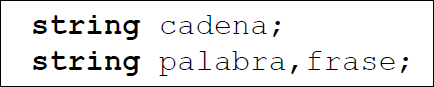 string cadena;
string palabra,frase;